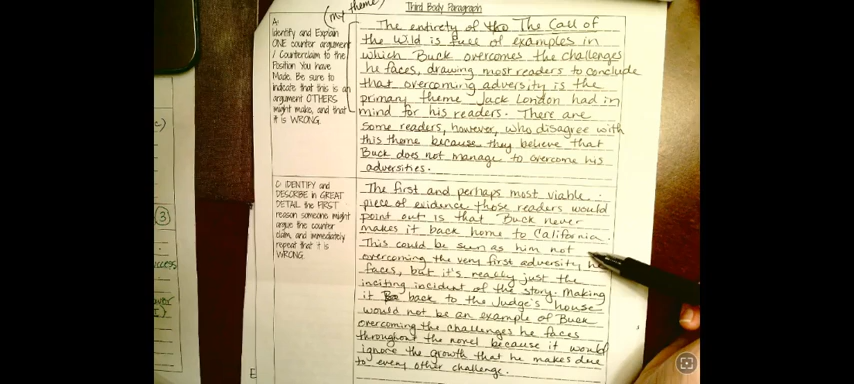 (my theme)
Third Body Paragraph
A:
Identify and Explain
ONE counter argument
/ Counterclaim to the
Position You have
Made. Be sure to
indicate that this is an
argument OTHERS
might make, and that
it is WRONG.
The entirety of The Call of
the Wild is full of examples in
which Buck overcomes the challenges
he faces, drawing most readers to conclude
that overcoming adversity is the
primary theme Jack London had in
mind for his readers. There are
some readers, however, who disagree with
this theme because they believe that
Buck does not manage to overcome his
adversities.
C: IDENTIFY and
DESCRIBE in GREAT
DETAIL the FIRST
reason someone might
argue the counter
claim, and immediately
repeat that it is
WRONG.
The first and perhaps most viable
piece of evidence those readers would
point out is that Buck never
makes it back home to California.
This could be seen as him not
overcoming the very first adversity he
faces, but it's really just the
inciting incident of the story. Making
it back to the Judge's house
would not be an example of Buck
overcoming the challenges he faces
throughout the novel because it would
ignore the growth that he makes due
to every other challenge.
3
E